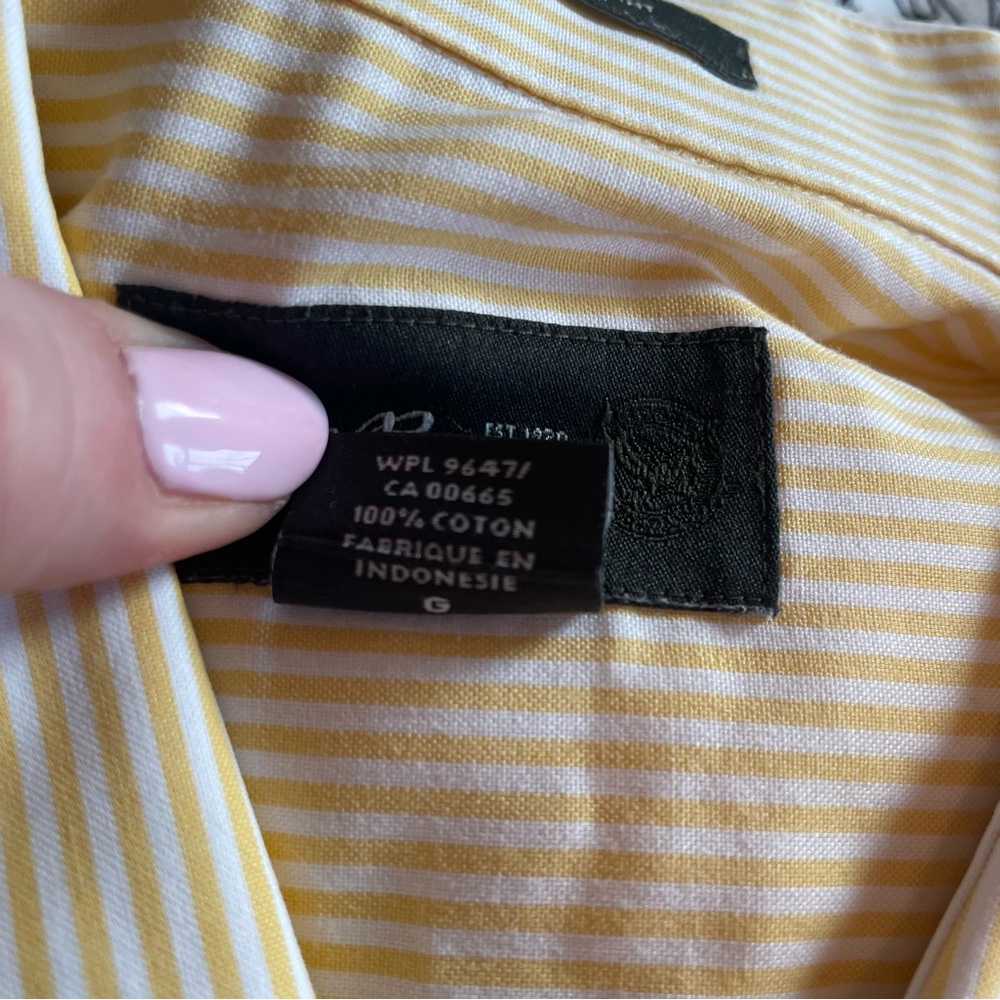 EST 1920
WPL 9647/
CA 00665
100% COTON
FABRIQUE EN
INDONESIE
G